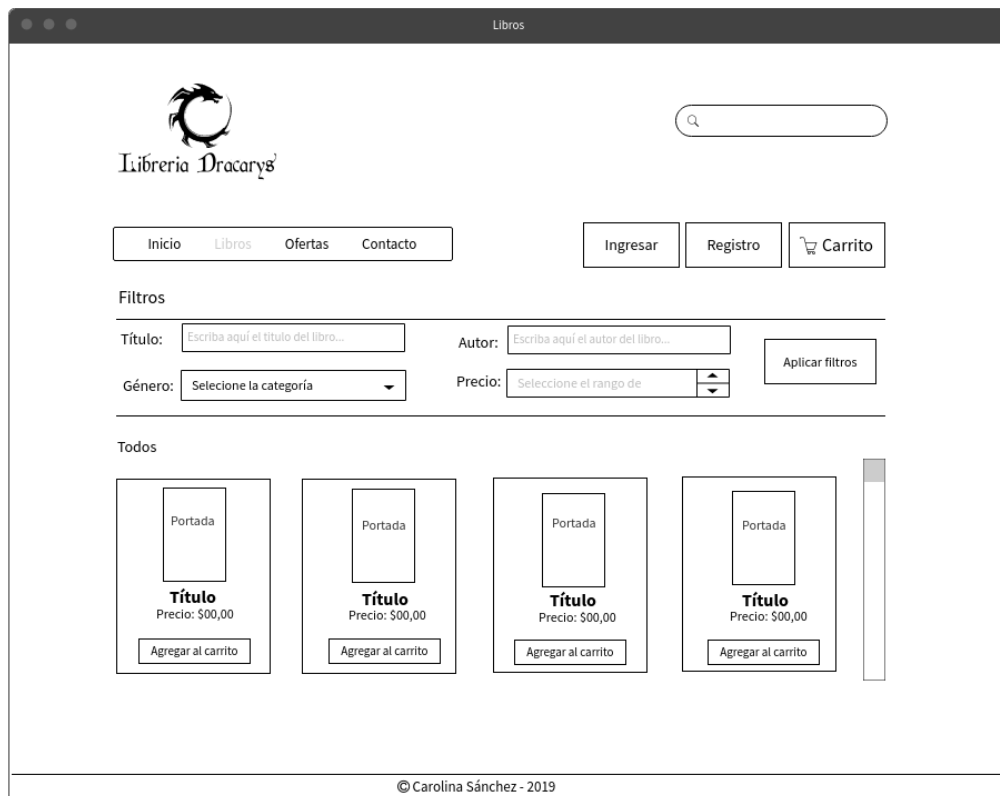 Libros
Librería Dracarys
Inicio Libros Ofertas Contacto
Ingresar Registro Carrito
Filtros
Título: Escriba aquí el titulo del libro...
Autor: Escriba aquí el autor del libro...
Aplicar filtros
Género: Selecione la categoría
Precio: Seleccione el rango de
Todos
Portada Portada Portada Portada
Título Título Título Título
Precio: $00,00 Precio: $00,00 Precio: $00,00 Precio: $00,00
Agregar al carrito Agregar al carrito Agregar al carrito Agregar al carrito
© Carolina Sánchez - 2019